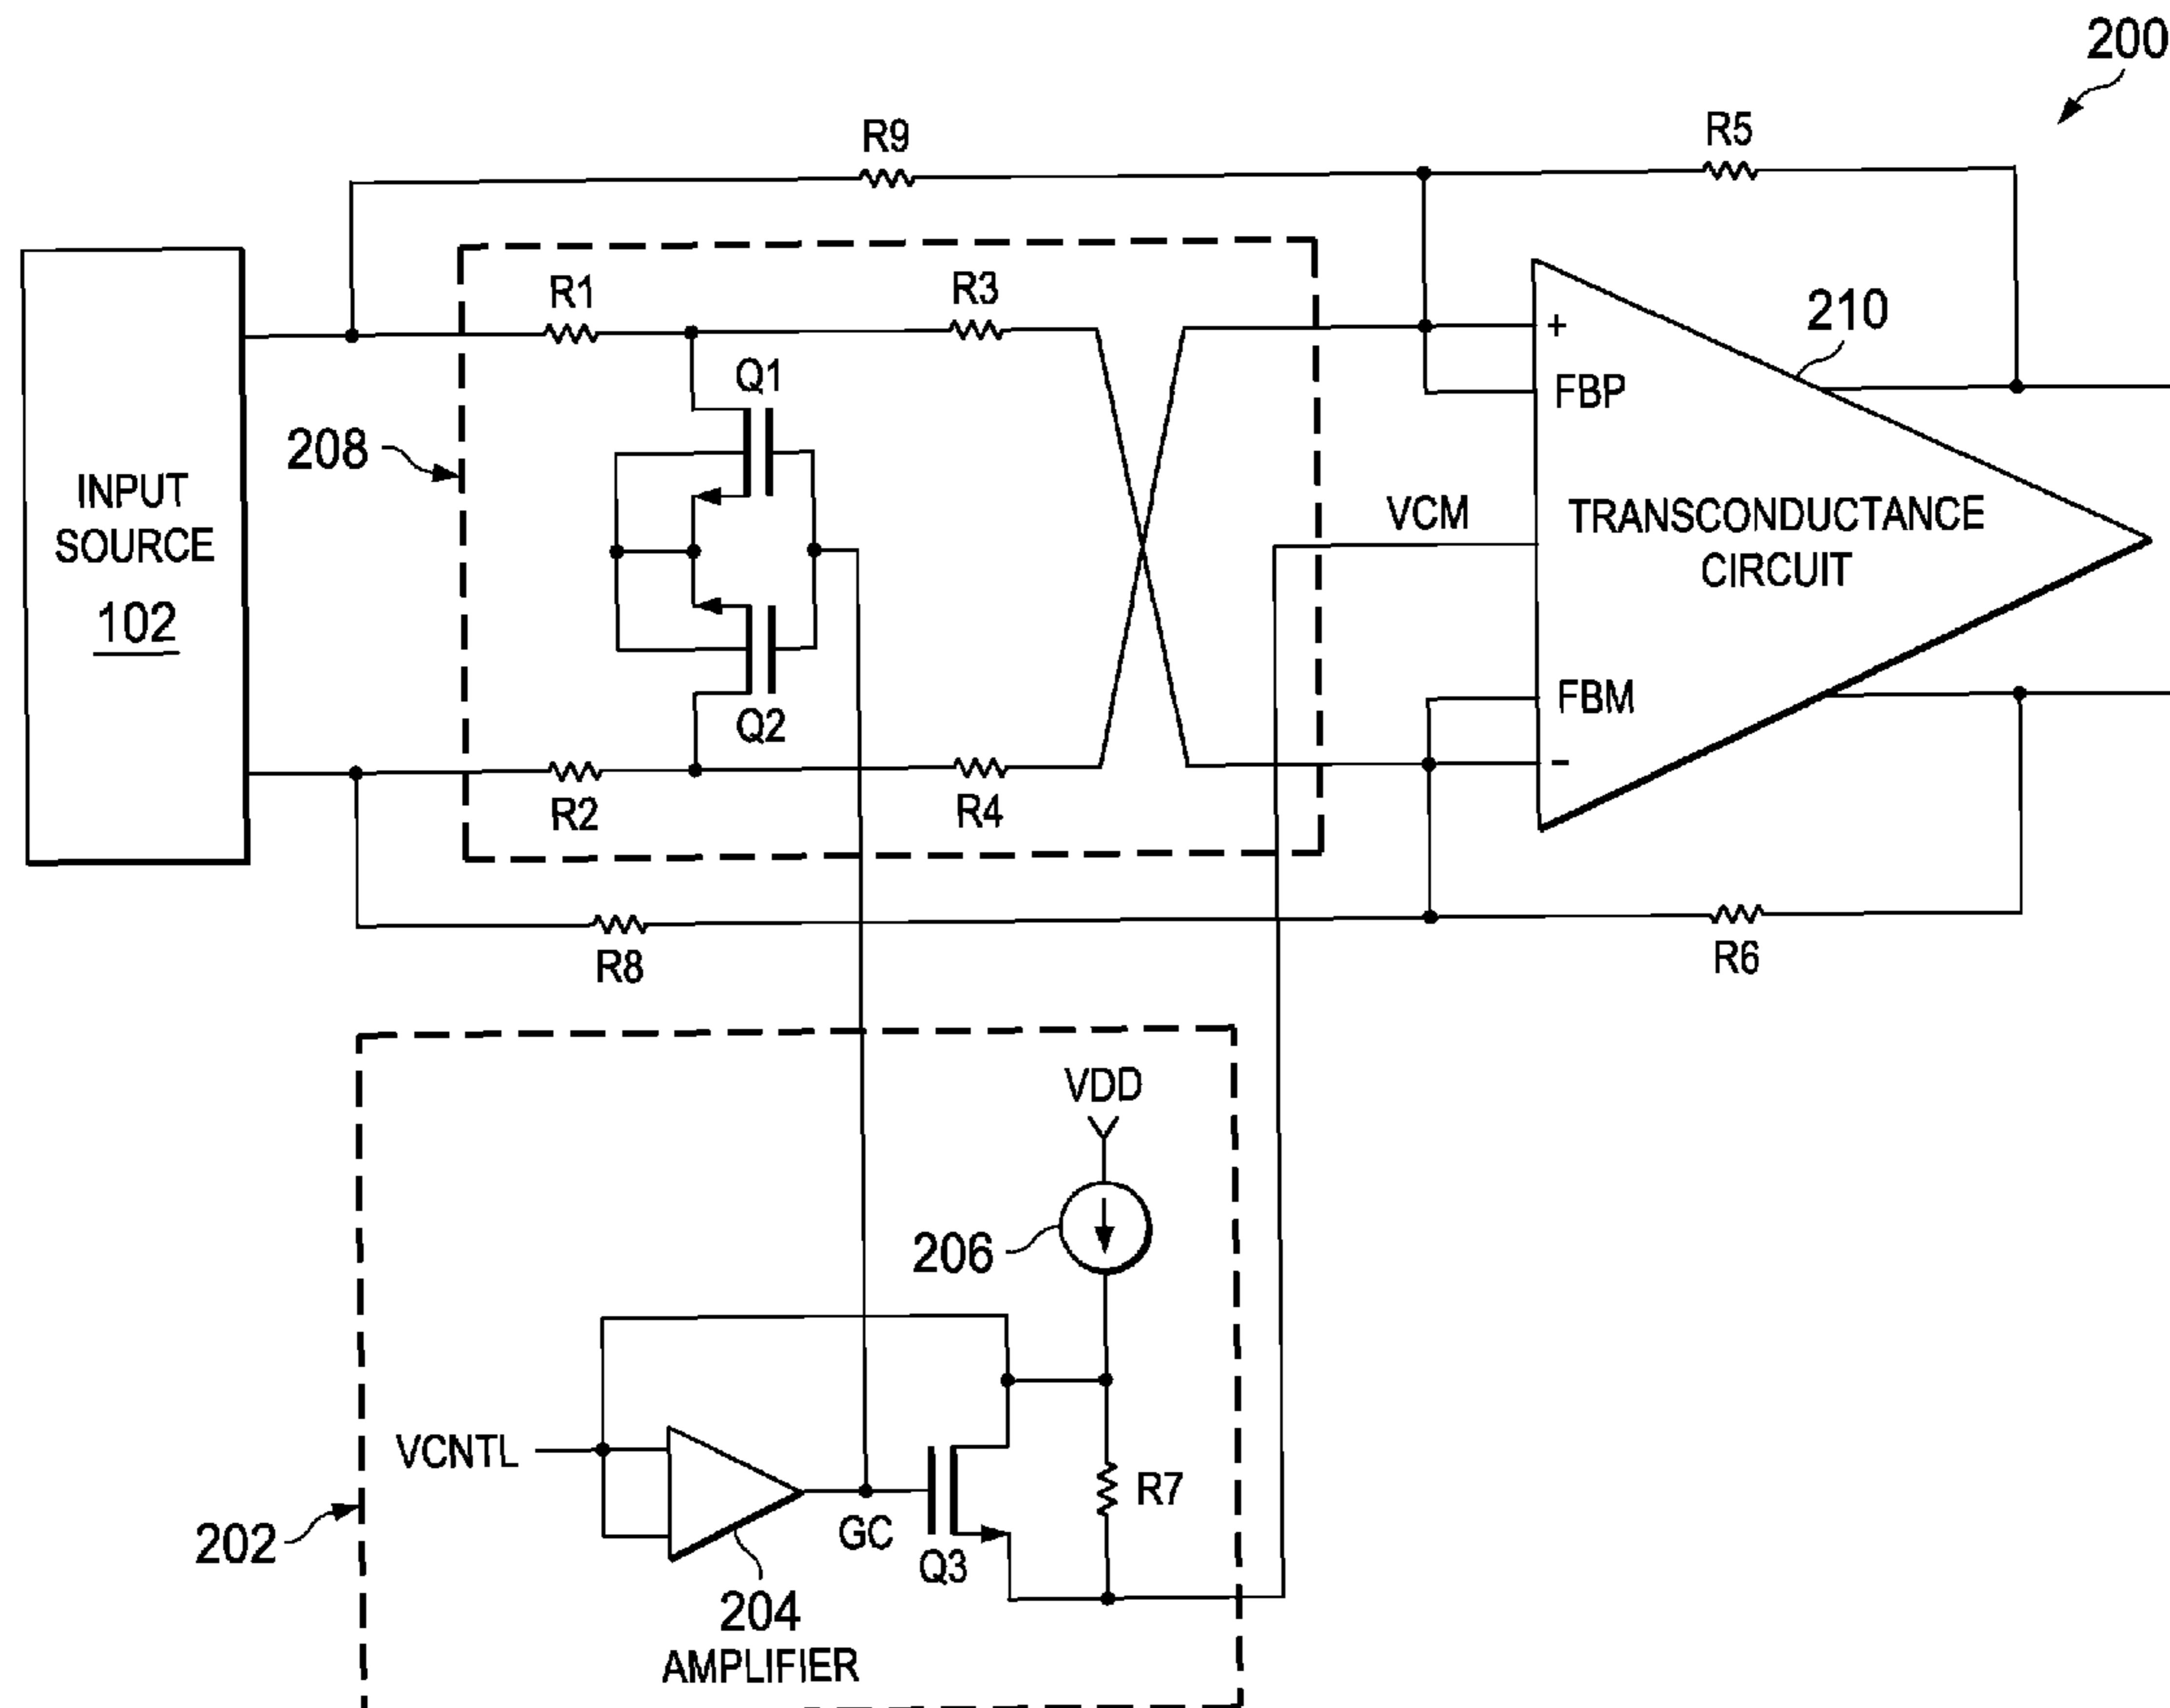 200
R9
R5
R1
R3
Q1
210
+
FBP
208
INPUT
SOURCE
102
VCM
TRANSCONDUCTANCE
CIRCUIT
FBM
Q2
-
R2
R4
R8
R6
VDD
206
VCNTL
R7
GC
Q3
202
204
AMPLIFIER